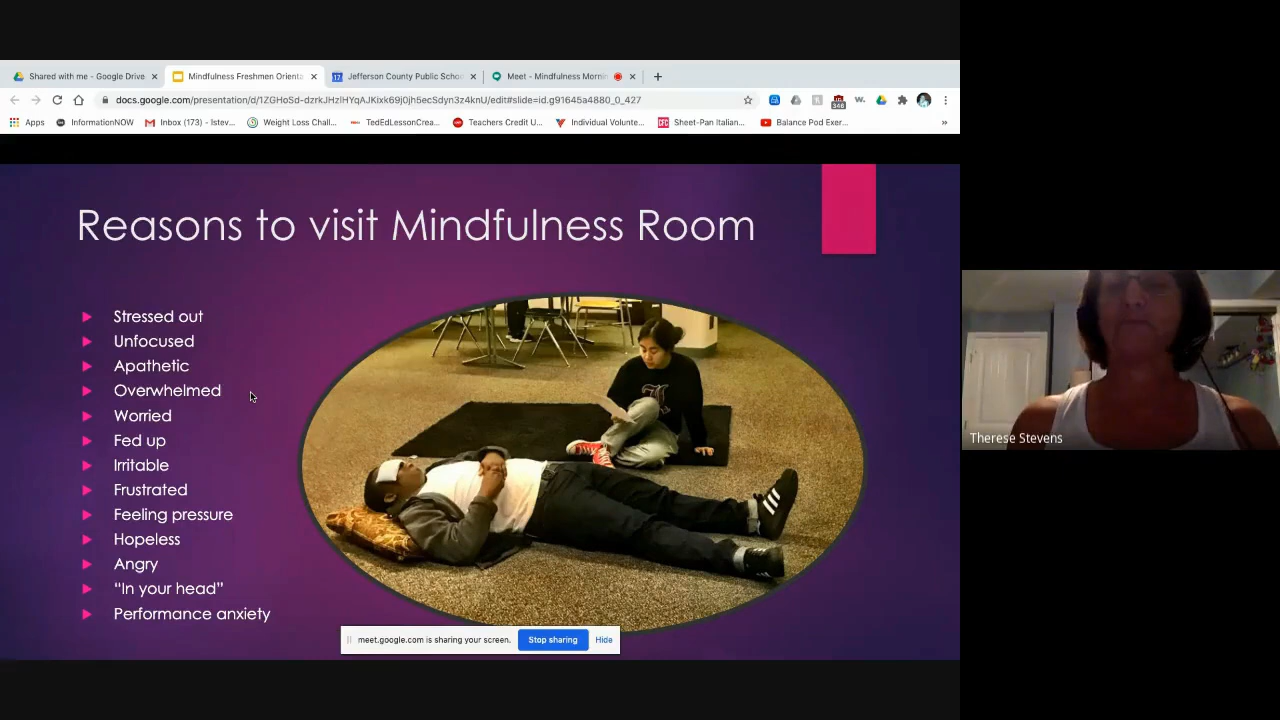 Shared with me - Google Drive
Mindfulness Freshmen Orienta
Jefferson County Public Schoo
Meet - Mindfulness Mornin
docs.google.com/presentation/d/1ZGHoSd-dzrkJHzlHYqAJKixk69j0jh5ecSdyn3z4knU/edit#slide=id.g91645a4880_0_427
346
Apps
InformationNOW
Inbox (173) - lstev...
Weight Loss Chall...
TedEdLessonCrea...
Teachers Credit U...
Individual Volunte...
Sheet-Pan Italian...
Balance Pod Exer...
»
Reasons to visit Mindfulness Room
Stressed out
Unfocused
Apathetic
Overwhelmed
Worried
Fed up
Irritable
Frustrated
Feeling pressure
Hopeless
Angry
“In your head”
Performance anxiety
meet.google.com is sharing your screen.
Stop sharing
Hide
Therese Stevens